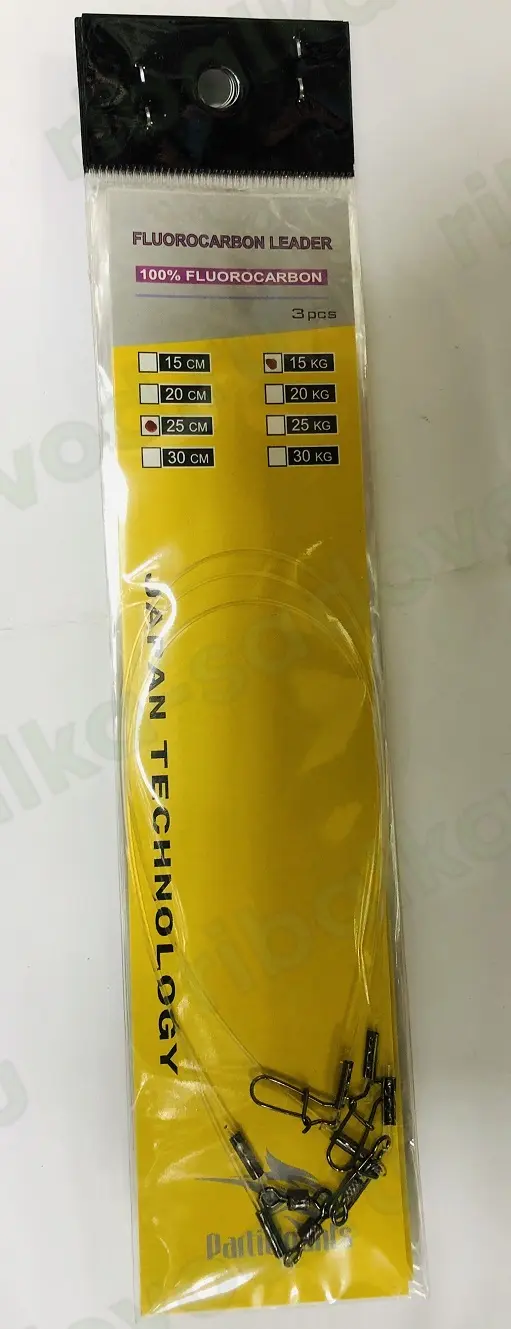 FLUOROCARBON LEADER
100% FLUOROCARBON
3 pcs
15 CM 15 KG
20 CM 20 KG
25 CM 25 KG
30 CM 30 KG
JAPAN TECHNOLOGY